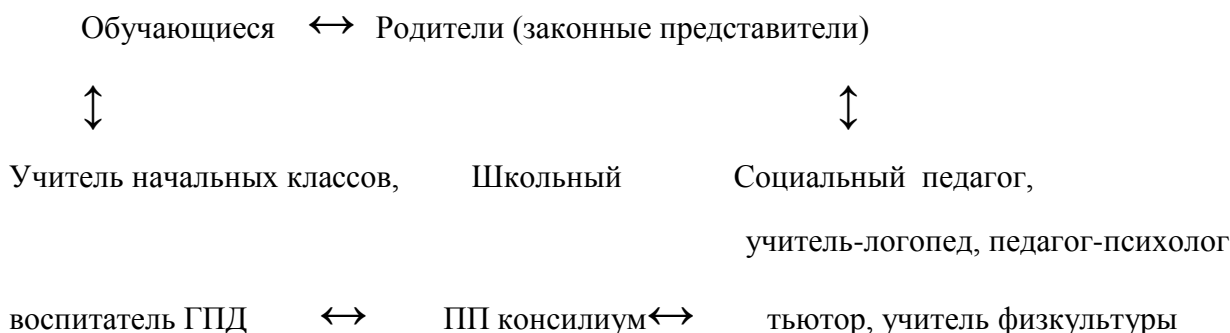 Обучающиеся ↔ Родители (законные представители)
↕ ↕
Учитель начальных классов, Школьный Социальный педагог,
учитель-логопед, педагог-психолог
воспитатель ГПД ↔ ПП консилиум↔ тьютор, учитель физкультуры